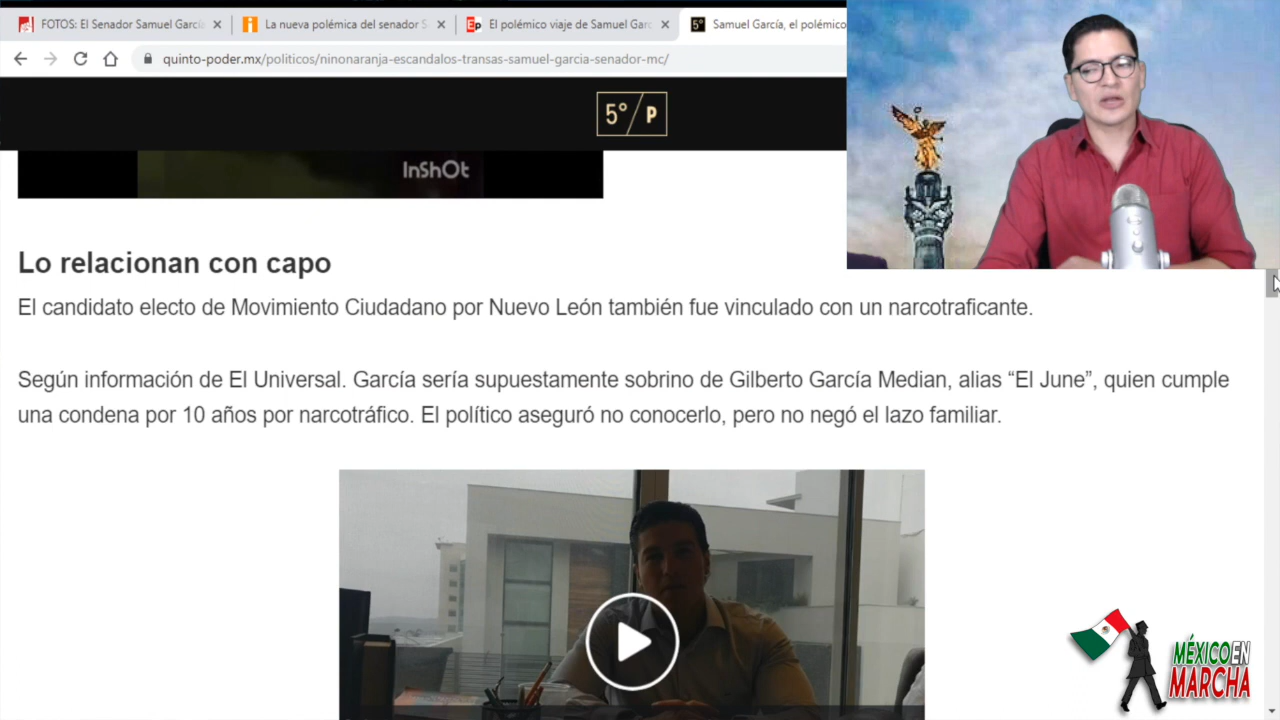 FOTOS: El Senador Samuel Garcí
La nueva polémica del senador S
El polémico viaje de Samuel Garc
Samuel García, el polémico
quinto-poder.mx/politicos/ninonaranja-escandalos-transas-samuel-garcia-senador-mc/
5°/P
InShOt
Lo relacionan con capo
El candidato electo de Movimiento Ciudadano por Nuevo León también fue vinculado con un narcotraficante.
Según información de El Universal. García sería supuestamente sobrino de Gilberto García Median, alias “El June”, quien cumple
una condena por 10 años por narcotráfico. El político aseguró no conocerlo, pero no negó el lazo familiar.
MÉXICO EN
MARCHA